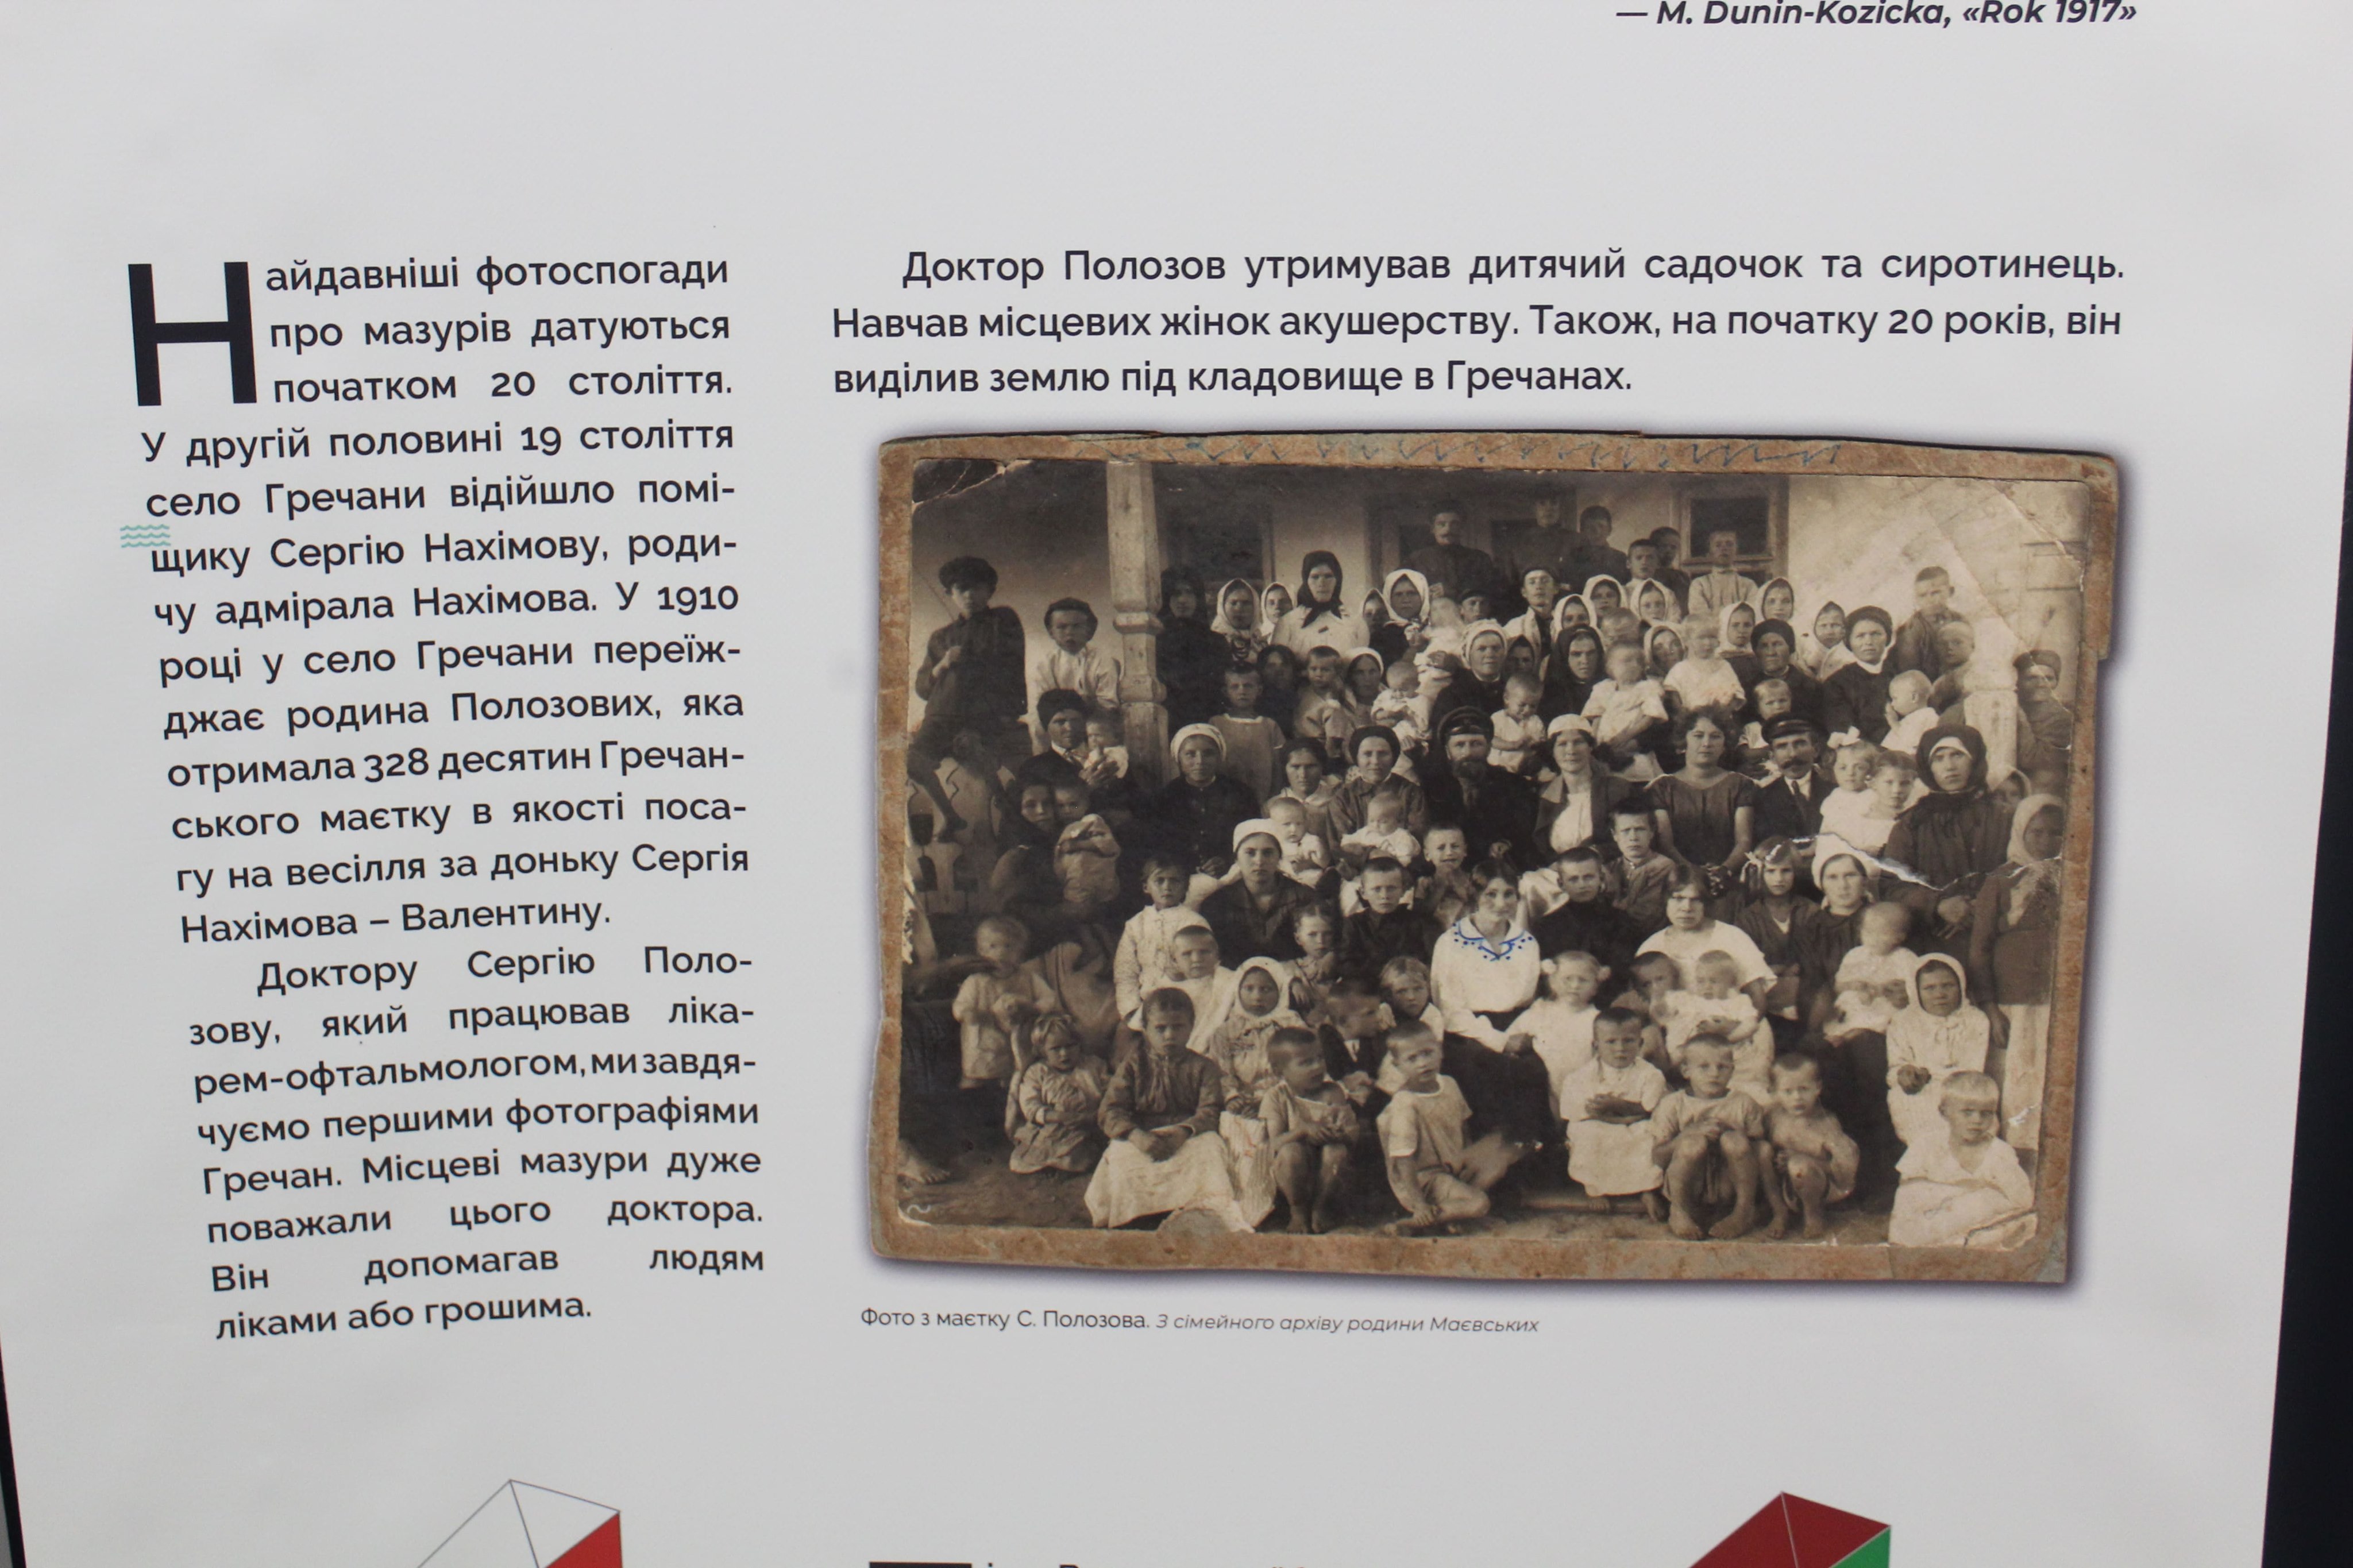 — M. Dunin-Kozicka, «Rok 1917»
Найдавніші фотоспогади
про мазурів датуються
початком 20 століття.
У другій половині 19 століття
село Гречани відійшло помі-
щику Сергію Нахімову, роди-
чу адмірала Нахімова. У 1910
році у село Гречани переїж-
джає родина Полозових, яка
отримала 328 десятин Гречан-
ського маєтку в якості поса-
гу на весілля за доньку Сергія
Нахімова – Валентину.
Доктору Сергію Поло-
зову, який працював ліка-
рем-офтальмологом, ми завдя-
чуємо першими фотографіями
Гречан. Місцеві мазури дуже
поважали цього доктора.
Він допомагав людям
ліками або грошима.
Доктор Полозов утримував дитячий садочок та сиротинець.
Навчав місцевих жінок акушерству. Також, на початку 20 років, він
виділив землю під кладовище в Гречанах.
Фото з маєтку С. Полозова. З сімейного архіву родини Маєвських